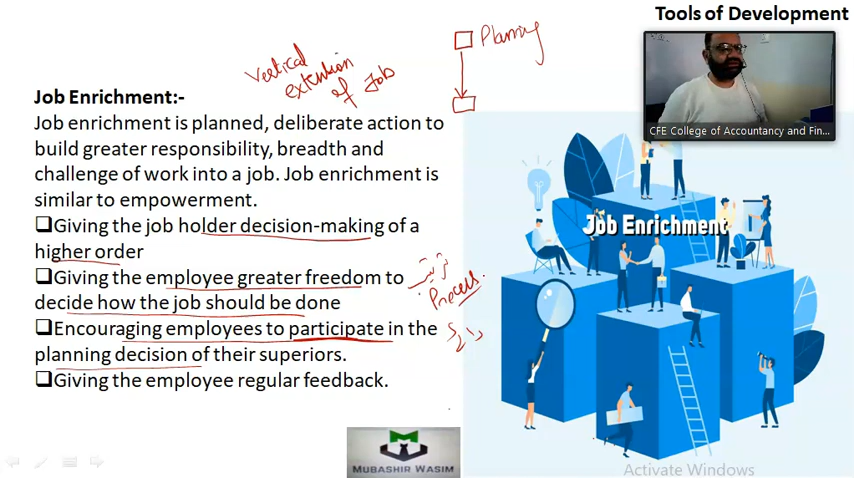 Tools of Development
CFE College of Accountancy and Fin...
Planning
Vertical
extension
of Job
Job Enrichment:-
Job enrichment is planned, deliberate action to
build greater responsibility, breadth and
challenge of work into a job. Job enrichment is
similar to empowerment.
Giving the job holder decision-making of a
higher order
Giving the employee greater freedom to
decide how the job should be done
Encouraging employees to participate in the
planning decision of their superiors.
Giving the employee regular feedback.
Process
Job Enrichment
MUBASHIR WASIM
Activate Windows